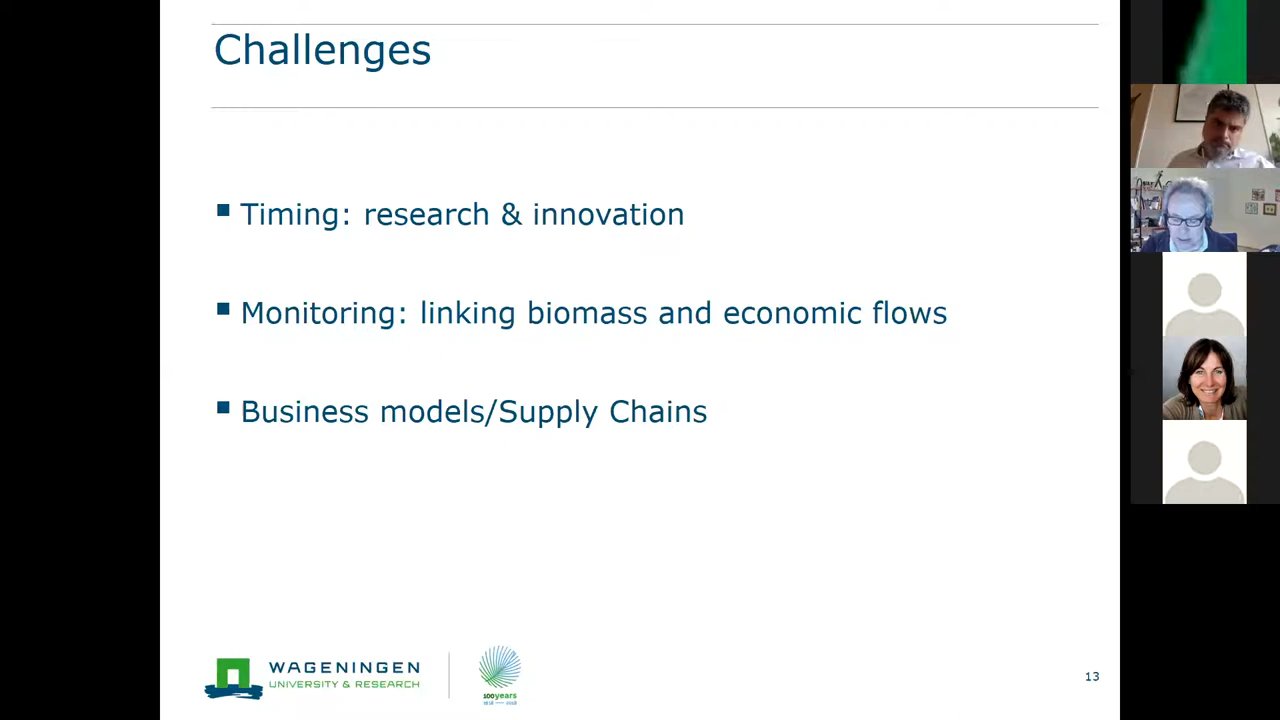 Challenges
▪ Timing: research & innovation
▪ Monitoring: linking biomass and economic flows
▪ Business models/Supply Chains
WAGENINGEN
UNIVERSITY & RESEARCH
100years
13